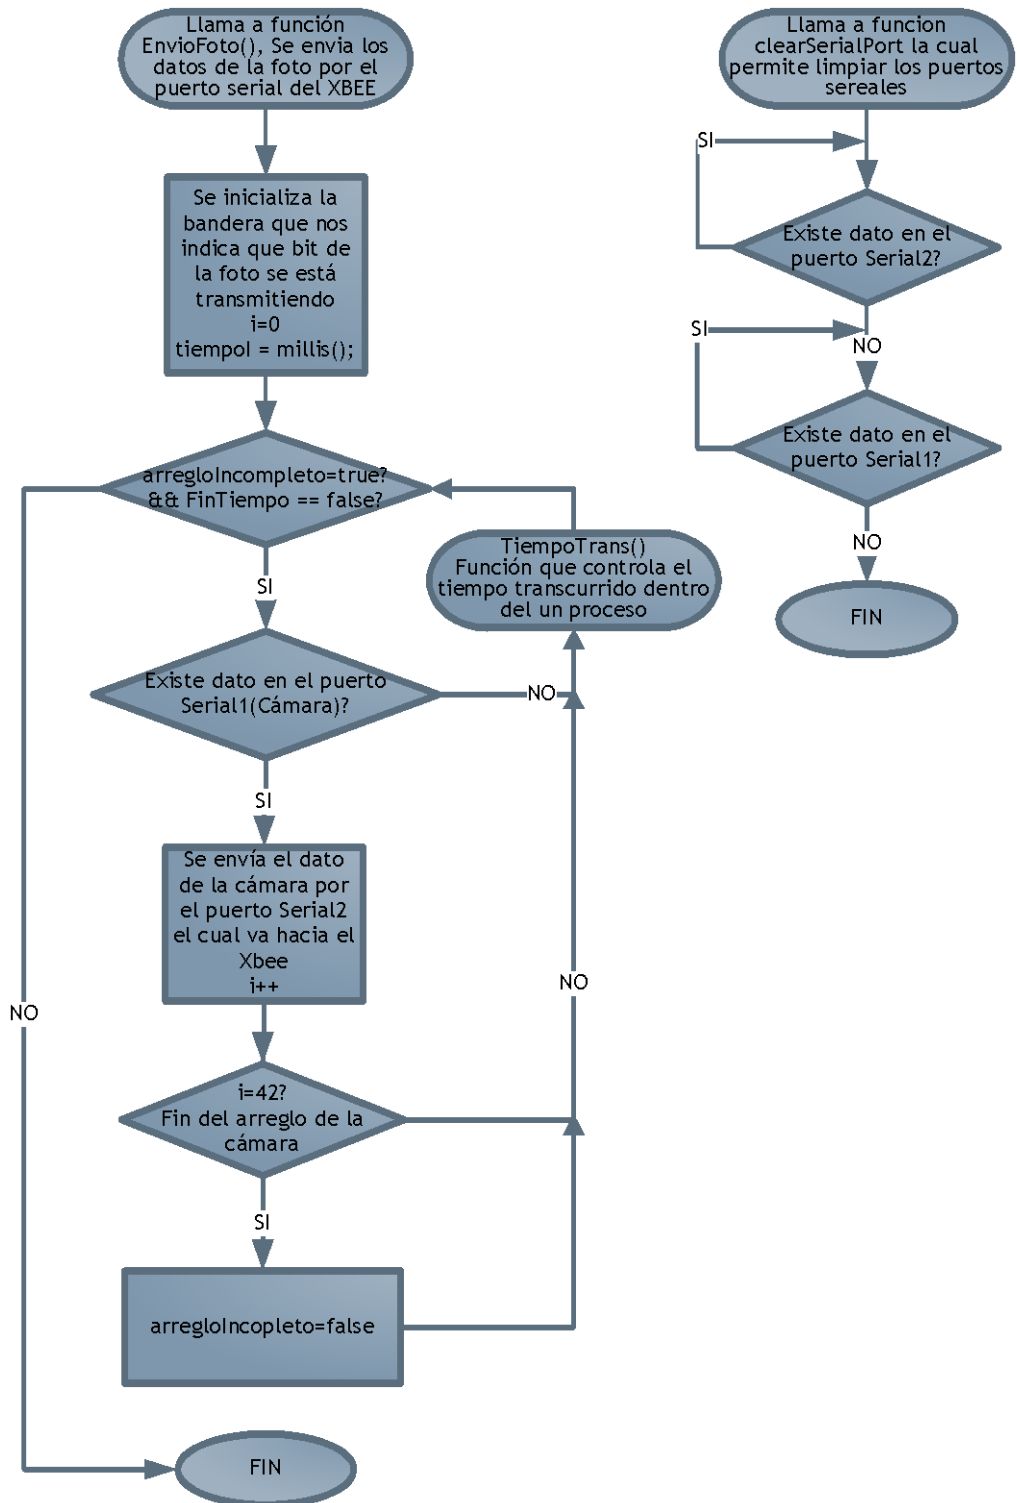 Llama a función
EnvioFoto(), Se envia los
datos de la foto por el
puerto serial del XBEE
Se inicializa la
bandera que nos
indica que bit de
la foto se está
transmitiendo
i=0
tiempoI = millis();
arregloIncompleto=true?
&& FinTiempo == false?
SI
TiempoTrans()
Función que controla el
tiempo transcurrido dentro
del un proceso
Existe dato en el puerto
Serial1(Cámara)?
NO
SI
Se envía el dato
de la cámara por
el puerto Serial2
el cual va hacia el
Xbee
i++
NO
NO
i=42?
Fin del arreglo de la
cámara
SI
arregloIncopleto=false
FIN
Llama a funcion
clearSerialPort la cual
permite limpiar los puertos
sereales
SI
Existe dato en el
puerto Serial2?
SI
NO
Existe dato en el
puerto Serial1?
NO
FIN